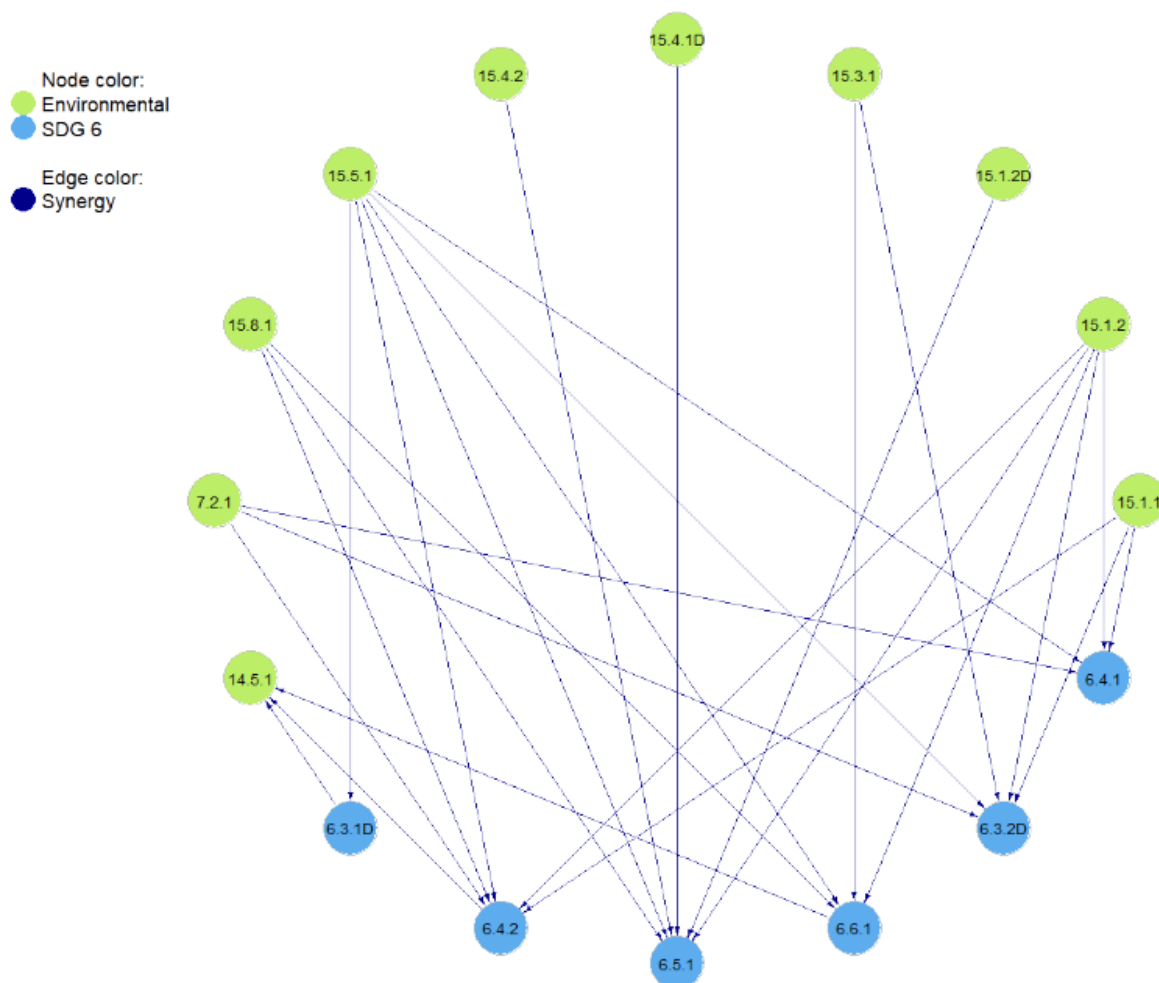 Node color:
Environmental
SDG 6
Edge color:
Synergy
15.4.1D
15.4.2
15.3.1
15.5.1
15.1.2D
15.8.1
15.1.2
7.2.1
15.1.1
14.5.1
6.4.1
6.3.1D
6.3.2D
6.4.2
6.6.1
6.5.1